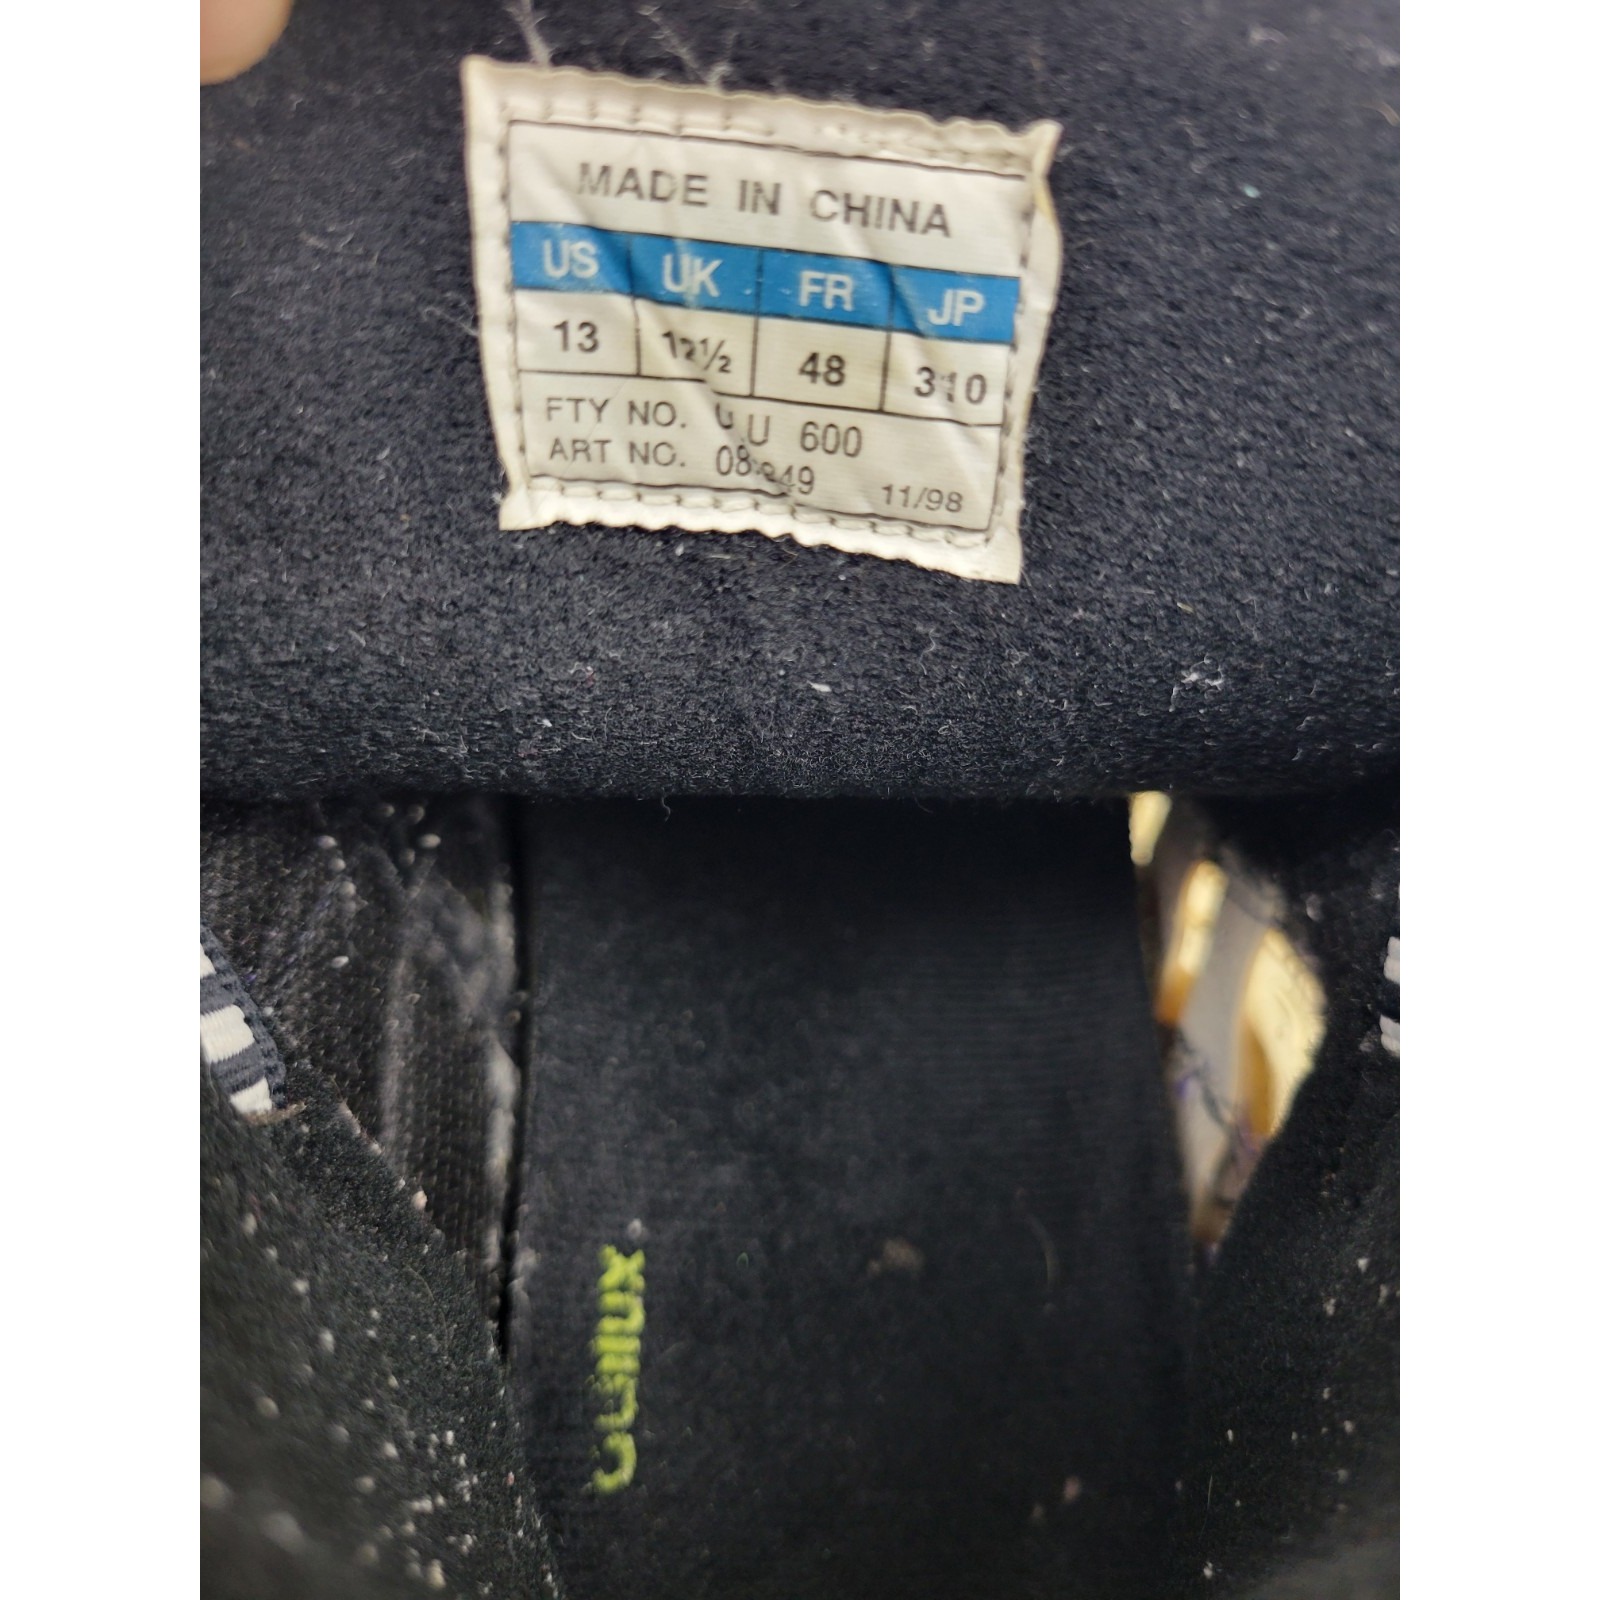 MADE IN CHINA
US UK FR JP
13 12½ 48 310
FTY NO. U 600
ART NO. 11/98